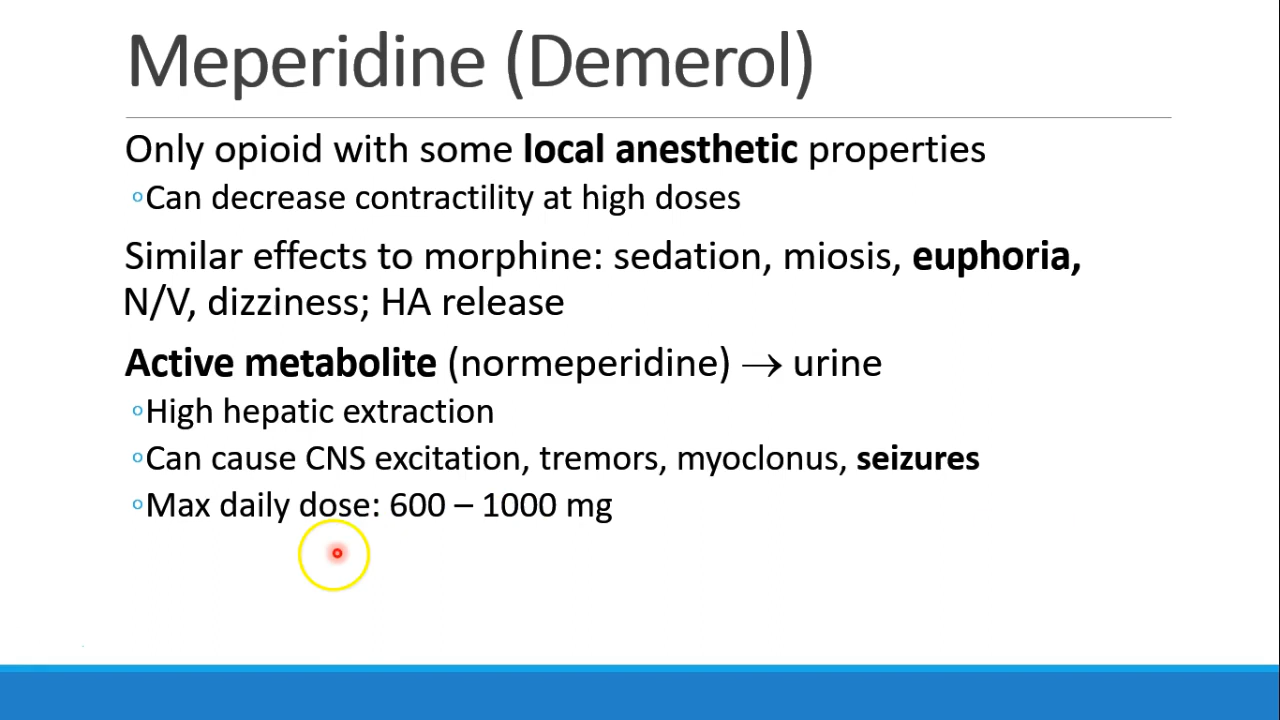 Meperidine (Demerol)
Only opioid with some local anesthetic properties
◦Can decrease contractility at high doses
Similar effects to morphine: sedation, miosis, euphoria,
N/V, dizziness; HA release
Active metabolite (normeperidine) → urine
◦High hepatic extraction
◦Can cause CNS excitation, tremors, myoclonus, seizures
◦Max daily dose: 600 – 1000 mg